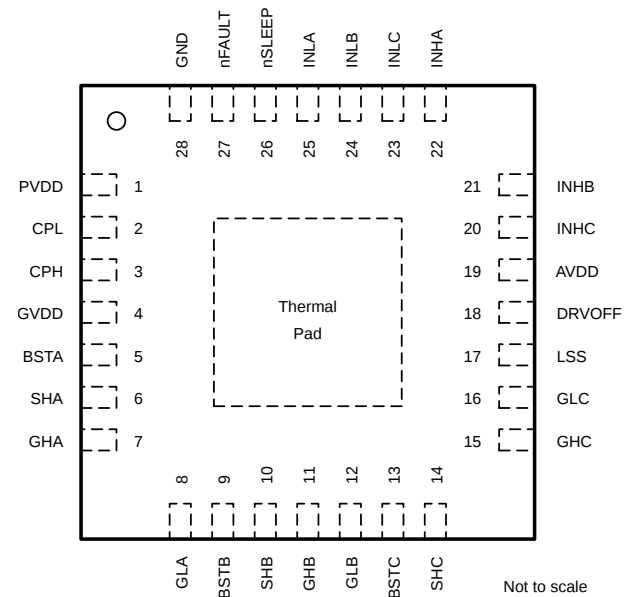 GND
nFAULT
nSLEEP
INLA
INLB
INLC
INHA
28
27
26
25
24
23
22
PVDD 1
CPL 2
CPH 3
GVDD 4
BSTA 5
SHA 6
GHA 7
21 INHB
20 INHC
19 AVDD
18 DRVOFF
17 LSS
16 GLC
15 GHC
Thermal
Pad
8
9
10
11
12
13
14
GLA
BSTB
SHB
GHB
GLB
BSTC
SHC
Not to scale